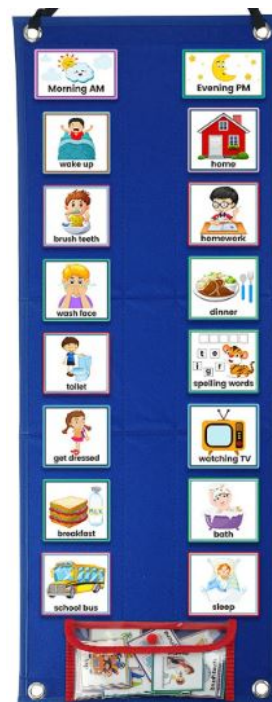 Morning AM
Evening PM
wake up
home
brush teeth
homework
wash face
dinner
toilet
spelling words
get dressed
watching TV
breakfast
bath
school bus
sleep